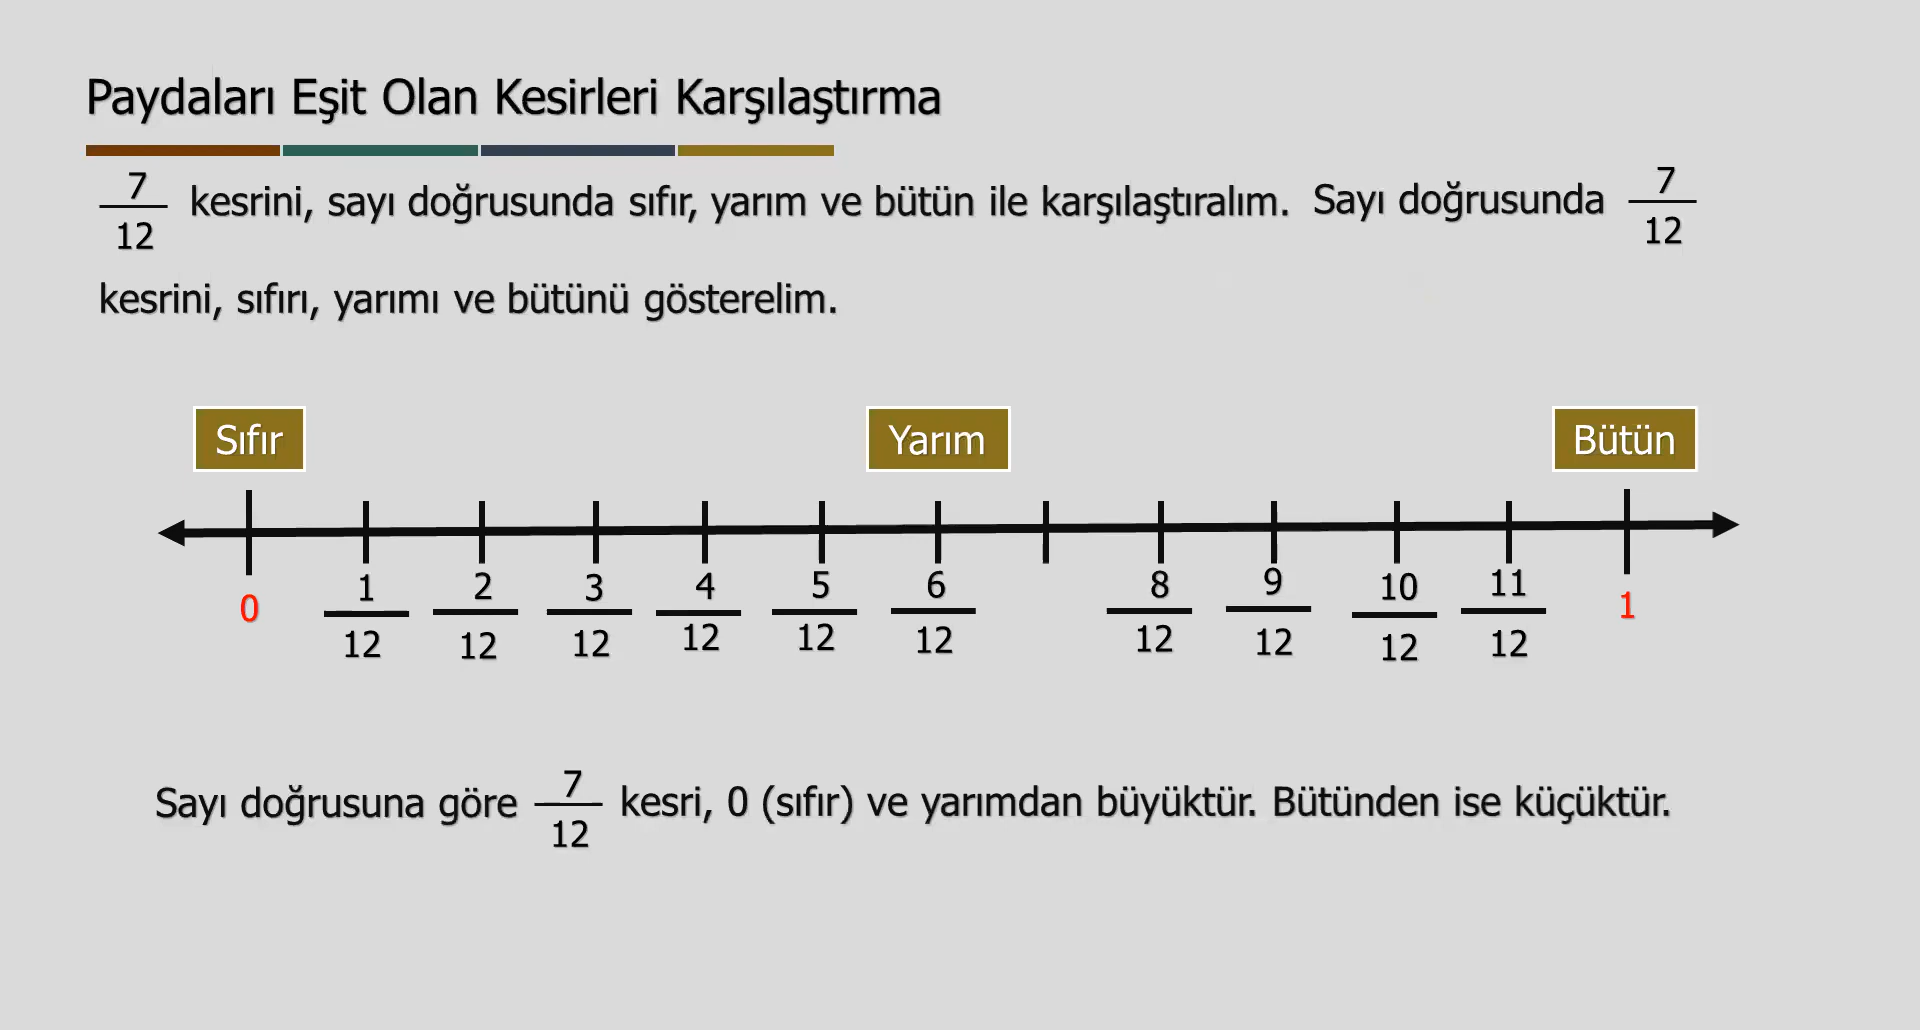 Paydaları Eşit Olan Kesirleri Karşılaştırma
7/12 kesrini, sayı doğrusunda sıfır, yarım ve bütün ile karşılaştıralım. Sayı doğrusunda 7/12
kesrini, sıfırı, yarımı ve bütünü gösterelim.
Sıfır Yarım Bütün
0 1/12 2/12 3/12 4/12 5/12 6/12 8/12 9/12 10/12 11/12 1
Sayı doğrusuna göre 7/12 kesri, 0 (sıfır) ve yarımdan büyüktür. Bütünden ise küçüktür.